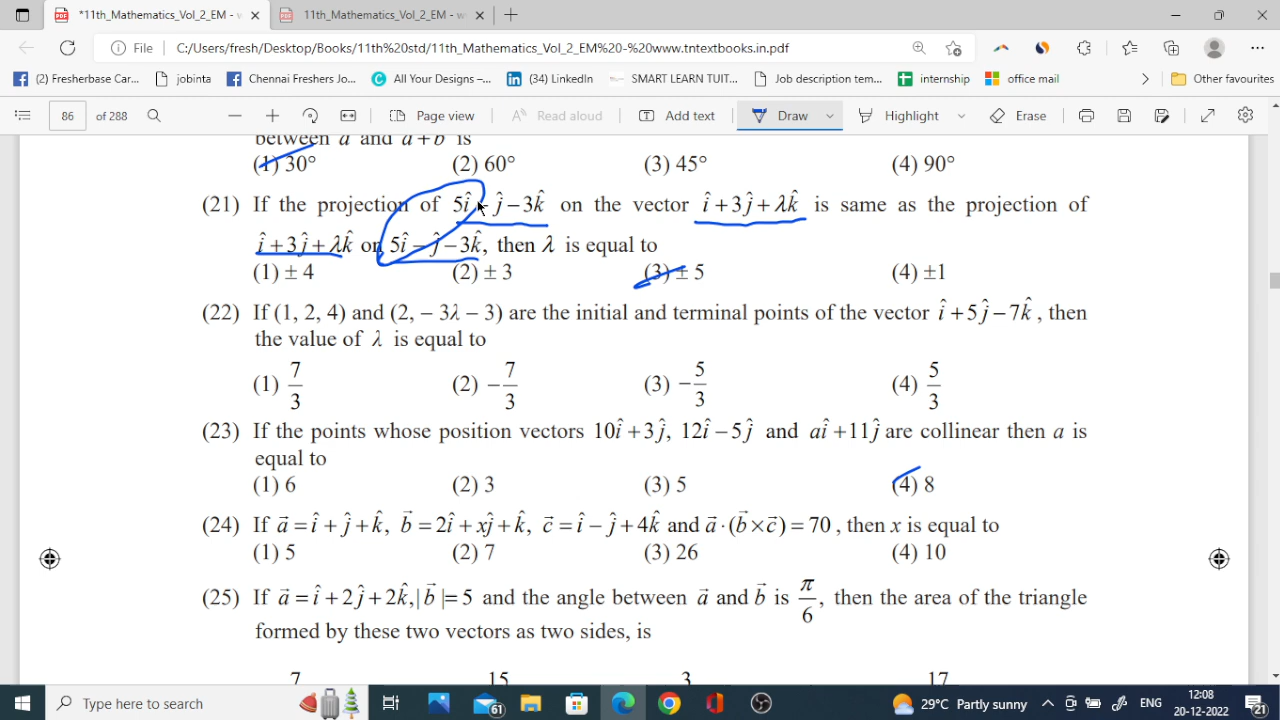 *11th_Mathematics_Vol_2_EM - w
11th_Mathematics_Vol_2_EM - w
File C:/Users/fresh/Desktop/Books/11th%20std/11th_Mathematics_Vol_2_EM%20-%20www.tntextbooks.in.pdf
(2) Fresherbase Car... jobinta Chennai Freshers Jo... All Your Designs –... (34) LinkedIn SMART LEARN TUIT... Job description tem... internship office mail Other favourites
86 of 288 Page view Read aloud Add text Draw Highlight Erase
between a and a + b is
(1) 30° (2) 60° (3) 45° (4) 90°
(21) If the projection of 5î – ĵ – 3k̂ on the vector î + 3ĵ + λk̂ is same as the projection of
î + 3ĵ + λk̂ on 5î – ĵ – 3k̂, then λ is equal to
(1) ± 4 (2) ± 3 (3) ± 5 (4) ±1
(22) If (1, 2, 4) and (2, – 3λ – 3) are the initial and terminal points of the vector î + 5ĵ – 7k̂, then
the value of λ is equal to
(1) 7/3 (2) –7/3 (3) –5/3 (4) 5/3
(23) If the points whose position vectors 10î + 3ĵ, 12î – 5ĵ and aî + 11ĵ are collinear then a is
equal to
(1) 6 (2) 3 (3) 5 (4) 8
(24) If a⃗ = î + ĵ + k̂, b⃗ = 2î + xĵ + k̂, c⃗ = î – ĵ + 4k̂ and a⃗ · (b⃗ × c⃗) = 70, then x is equal to
(1) 5 (2) 7 (3) 26 (4) 10
(25) If a⃗ = î + 2ĵ + 2k̂, | b⃗ | = 5 and the angle between a⃗ and b⃗ is π/6, then the area of the triangle
formed by these two vectors as two sides, is
7 15 3 17
Type here to search 61 29°C Partly sunny ENG 12:08
20-12-2022 21